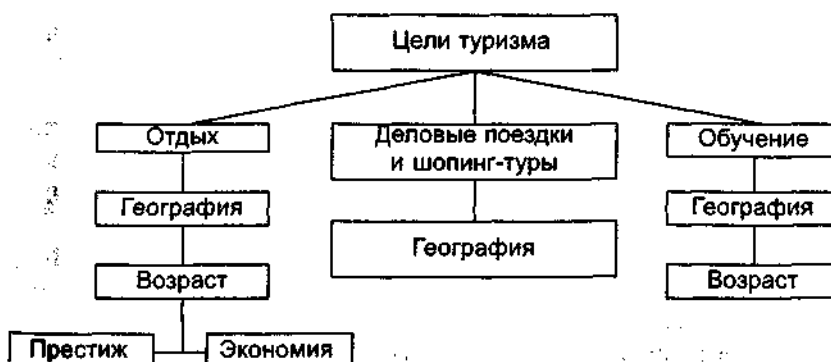 Цели туризма
Отдых
Деловые поездки
и шопинг-туры
Обучение
География
География
География
Возраст
Возраст
Престиж
Экономия